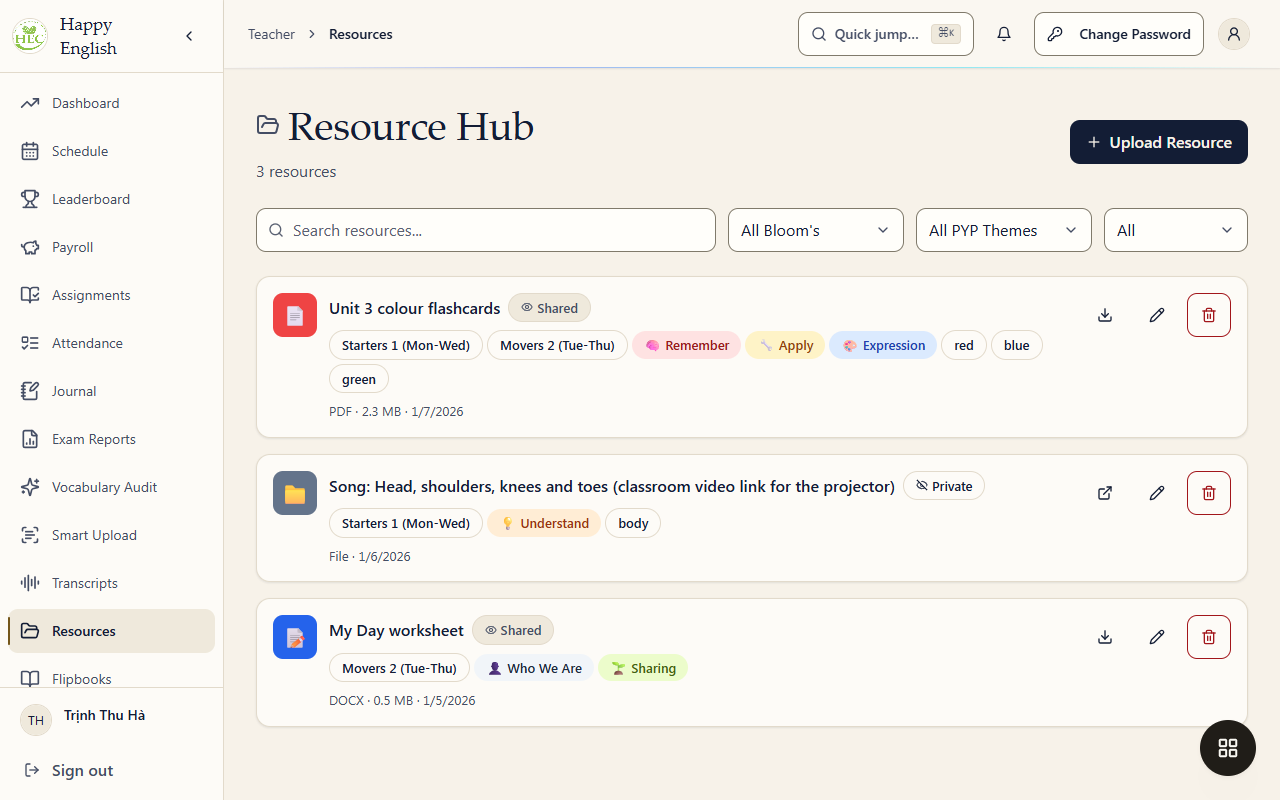 HEC
Happy English
Teacher
Resources
Quick jump...
⌘K
Change Password
Dashboard
Schedule
Leaderboard
Payroll
Assignments
Attendance
Journal
Exam Reports
Vocabulary Audit
Smart Upload
Transcripts
Resources
Flipbooks
TH
Trịnh Thu Hà
Sign out
Resource Hub
3 resources
+ Upload Resource
Search resources...
All Bloom's
All PYP Themes
All
Unit 3 colour flashcards
Shared
Starters 1 (Mon-Wed)
Movers 2 (Tue-Thu)
Remember
Apply
Expression
red
blue
green
PDF · 2.3 MB · 1/7/2026
Song: Head, shoulders, knees and toes (classroom video link for the projector)
Private
Starters 1 (Mon-Wed)
Understand
body
File · 1/6/2026
My Day worksheet
Shared
Movers 2 (Tue-Thu)
Who We Are
Sharing
DOCX · 0.5 MB · 1/5/2026